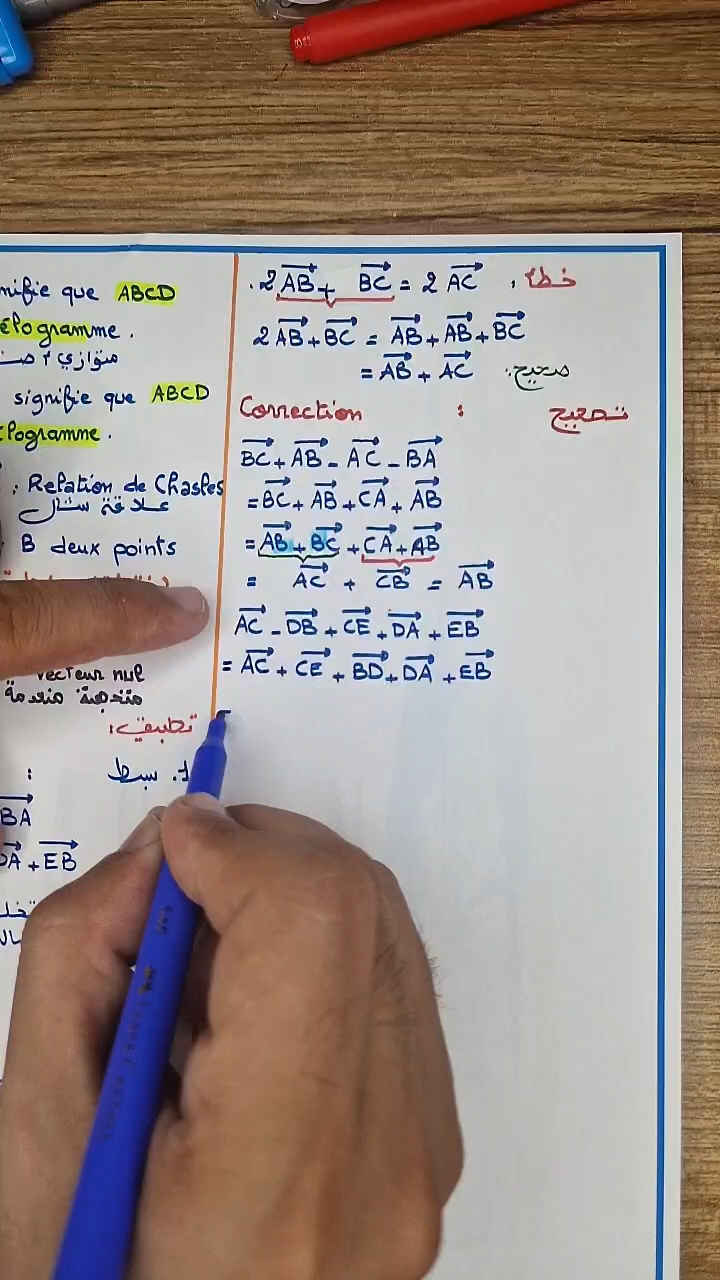 nifie que ABCD
élogramme.
متوازي
signifie que ABCD
logramme.
: Relation de Chasles
علاقة شال
B deux points
vecteur nul
متجهة منعدمة
تطبيق:
1. بسط :
BA
DA + EB
. 2AB + BC = 2AC خطأ.
2AB + BC = AB + AB + BC
= AB + AC صحيح.
Correction : تصحيح
BC + AB - AC - BA
= BC + AB + CA + AB
= AB + BC + CA + AB
= AC + CB = AB
AC - DB + CE + DA + EB
= AC + CE + BD + DA + EB